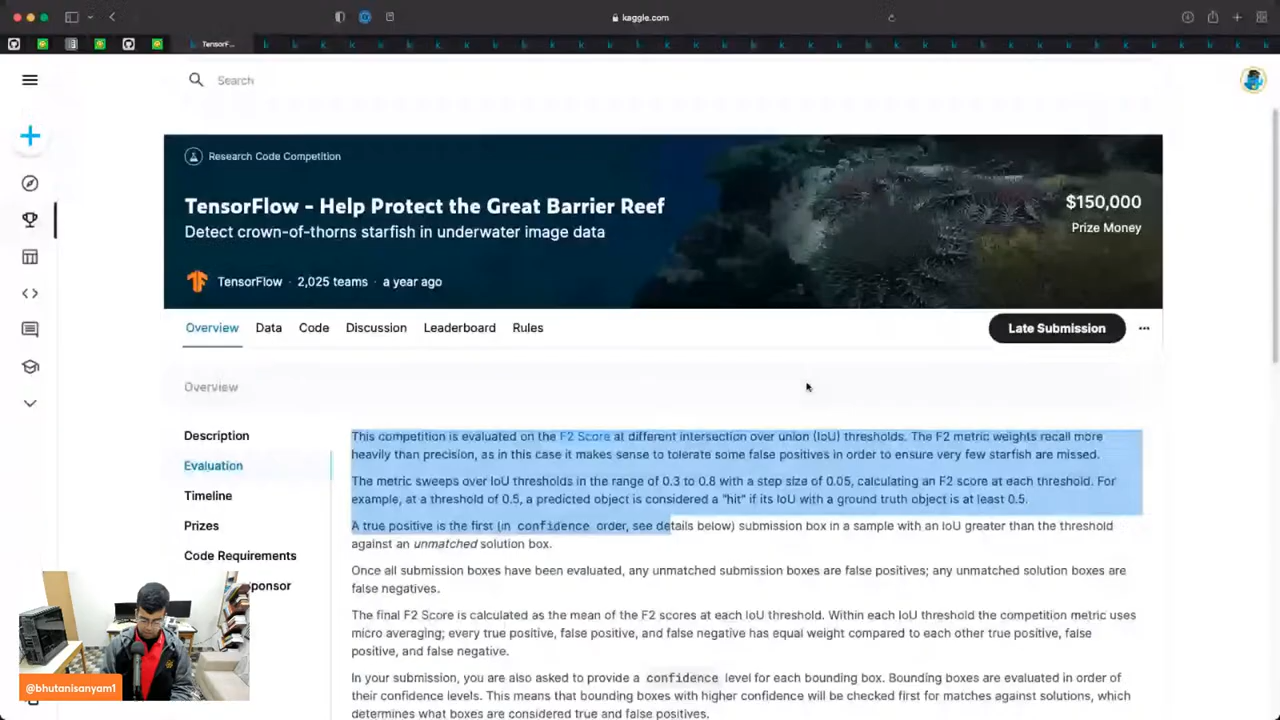 kaggle.com
TensorF...
Search
Research Code Competition
TensorFlow - Help Protect the Great Barrier Reef
Detect crown-of-thorns starfish in underwater image data
$150,000
Prize Money
TensorFlow · 2,025 teams · a year ago
Overview Data Code Discussion Leaderboard Rules
Late Submission
Overview
Description
Evaluation
Timeline
Prizes
Code Requirements
onsor
This competition is evaluated on the F2 Score at different intersection over union (IoU) thresholds. The F2 metric weights recall more
heavily than precision, as in this case it makes sense to tolerate some false positives in order to ensure very few starfish are missed.
The metric sweeps over IoU thresholds in the range of 0.3 to 0.8 with a step size of 0.05, calculating an F2 score at each threshold. For
example, at a threshold of 0.5, a predicted object is considered a "hit" if its IoU with a ground truth object is at least 0.5.
A true positive is the first (in confidence order, see details below) submission box in a sample with an IoU greater than the threshold
against an unmatched solution box.
Once all submission boxes have been evaluated, any unmatched submission boxes are false positives; any unmatched solution boxes are
false negatives.
The final F2 Score is calculated as the mean of the F2 scores at each IoU threshold. Within each IoU threshold the competition metric uses
micro averaging; every true positive, false positive, and false negative has equal weight compared to each other true positive, false
positive, and false negative.
In your submission, you are also asked to provide a confidence level for each bounding box. Bounding boxes are evaluated in order of
their confidence levels. This means that bounding boxes with higher confidence will be checked first for matches against solutions, which
determines what boxes are considered true and false positives.
@bhutanisanyam1